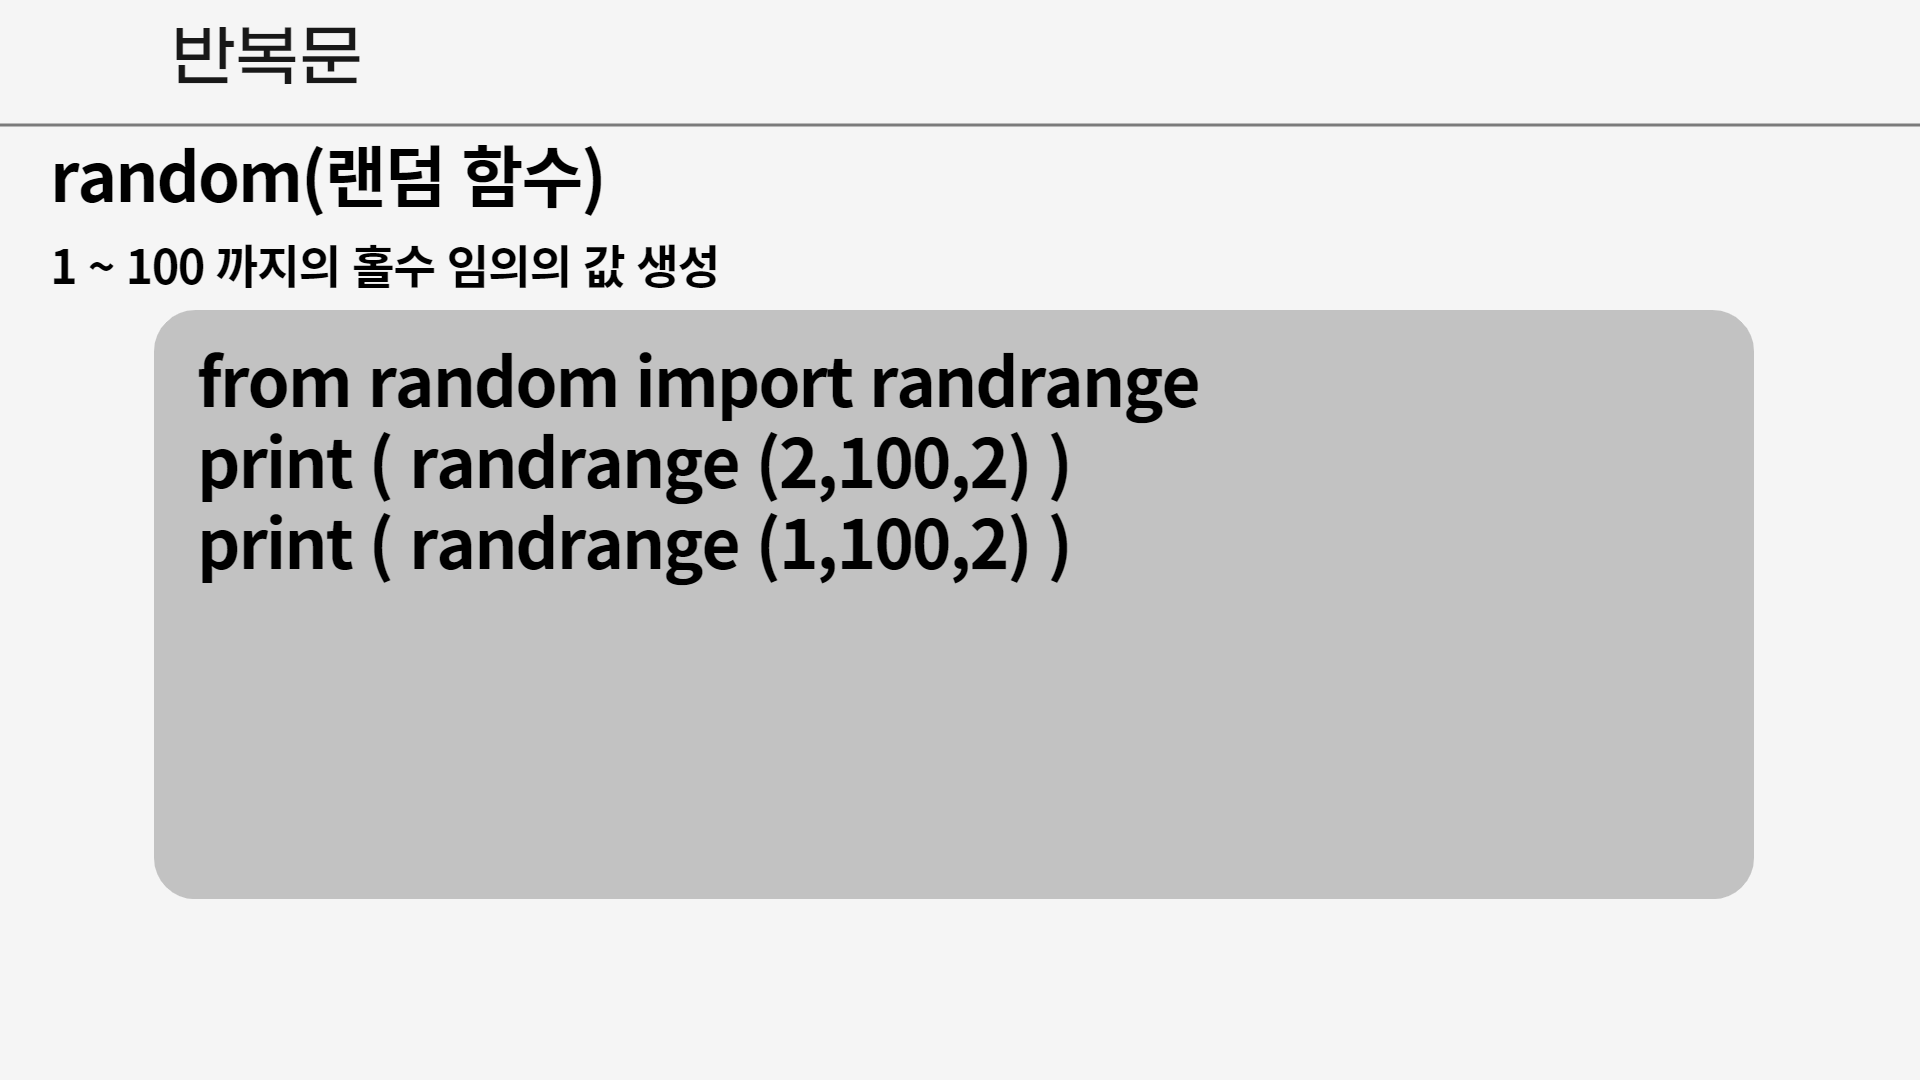 반복문
random(랜덤 함수)
1 ~ 100 까지의 홀수 임의의 값 생성
from random import randrange
print ( randrange (2,100,2) )
print ( randrange (1,100,2) )